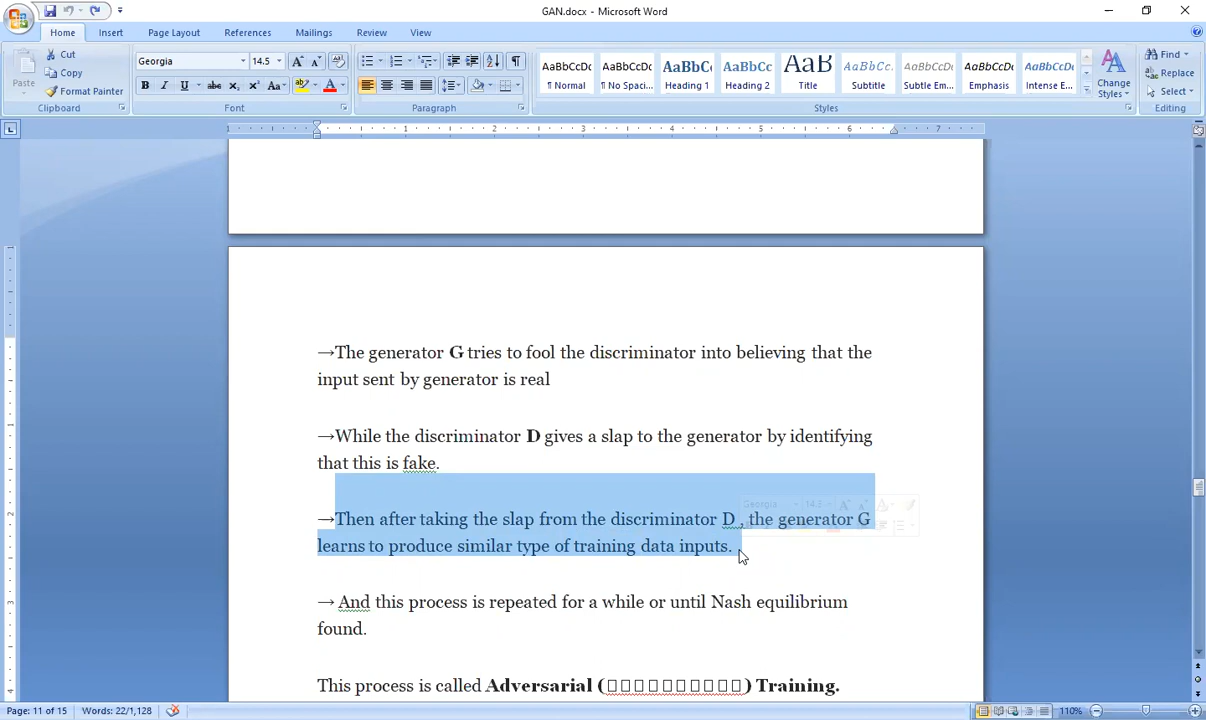 GAN.docx - Microsoft Word
Home Insert Page Layout References Mailings Review View
Cut
Copy
Format Painter
Paste
Clipboard
Georgia 14.5
Font
Paragraph
AaBbCcDc AaBbCcDc AaBbCc AaBbCc AaB AaBbCcL AaBbCcDc AaBbCcDc AaBbCcDc
¶ Normal ¶ No Spaci... Heading 1 Heading 2 Title Subtitle Subtle Em... Emphasis Intense E...
Styles
Change Styles
Find
Replace
Select
Editing
→The generator G tries to fool the discriminator into believing that the
input sent by generator is real
→While the discriminator D gives a slap to the generator by identifying
that this is fake.
→Then after taking the slap from the discriminator D , the generator G
learns to produce similar type of training data inputs.
→ And this process is repeated for a while or until Nash equilibrium
found.
This process is called Adversarial (▯▯▯▯▯▯▯▯▯▯) Training.
Page: 11 of 15 Words: 22/1,128 110%